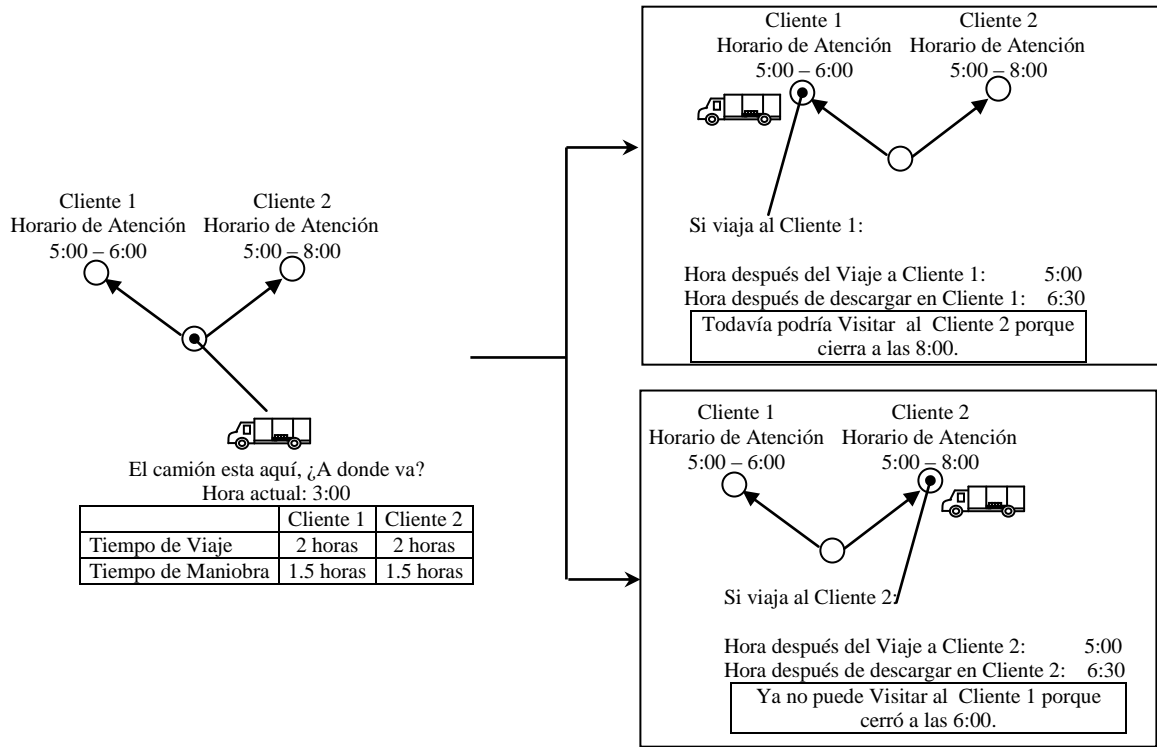 Cliente 1
Horario de Atención
5:00 – 6:00
Cliente 2
Horario de Atención
5:00 – 8:00
El camión esta aquí, ¿A donde va?
Hora actual: 3:00
Cliente 1 Cliente 2
Tiempo de Viaje 2 horas 2 horas
Tiempo de Maniobra 1.5 horas 1.5 horas
Cliente 1
Horario de Atención
5:00 – 6:00
Cliente 2
Horario de Atención
5:00 – 8:00
Si viaja al Cliente 1:
Hora después del Viaje a Cliente 1: 5:00
Hora después de descargar en Cliente 1: 6:30
Todavía podría Visitar al Cliente 2 porque
cierra a las 8:00.
Cliente 1
Horario de Atención
5:00 – 6:00
Cliente 2
Horario de Atención
5:00 – 8:00
Si viaja al Cliente 2:
Hora después del Viaje a Cliente 2: 5:00
Hora después de descargar en Cliente 2: 6:30
Ya no puede Visitar al Cliente 1 porque
cerró a las 6:00.